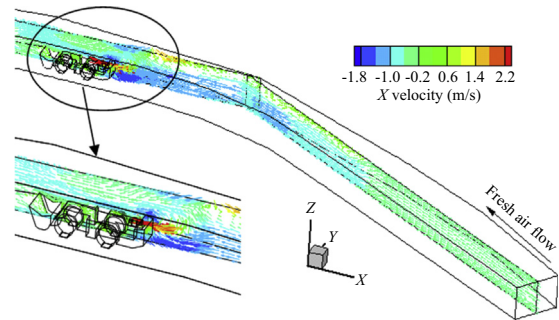 -1.8 -1.0 -0.2 0.6 1.4 2.2
X velocity (m/s)
Fresh air flow
Z
Y
X